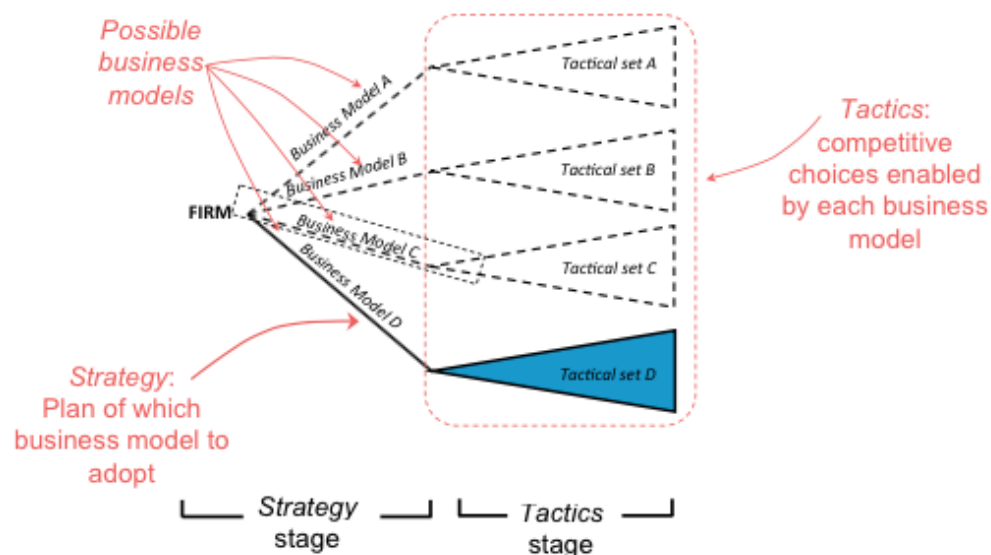 Possible
business
models
Business Model A
Business Model B
FIRM
Business Model C
Business Model D
Tactical set A
Tactical set B
Tactical set C
Tactical set D
Tactics:
competitive
choices enabled
by each business
model
Strategy:
Plan of which
business model to
adopt
Strategy
stage
Tactics
stage